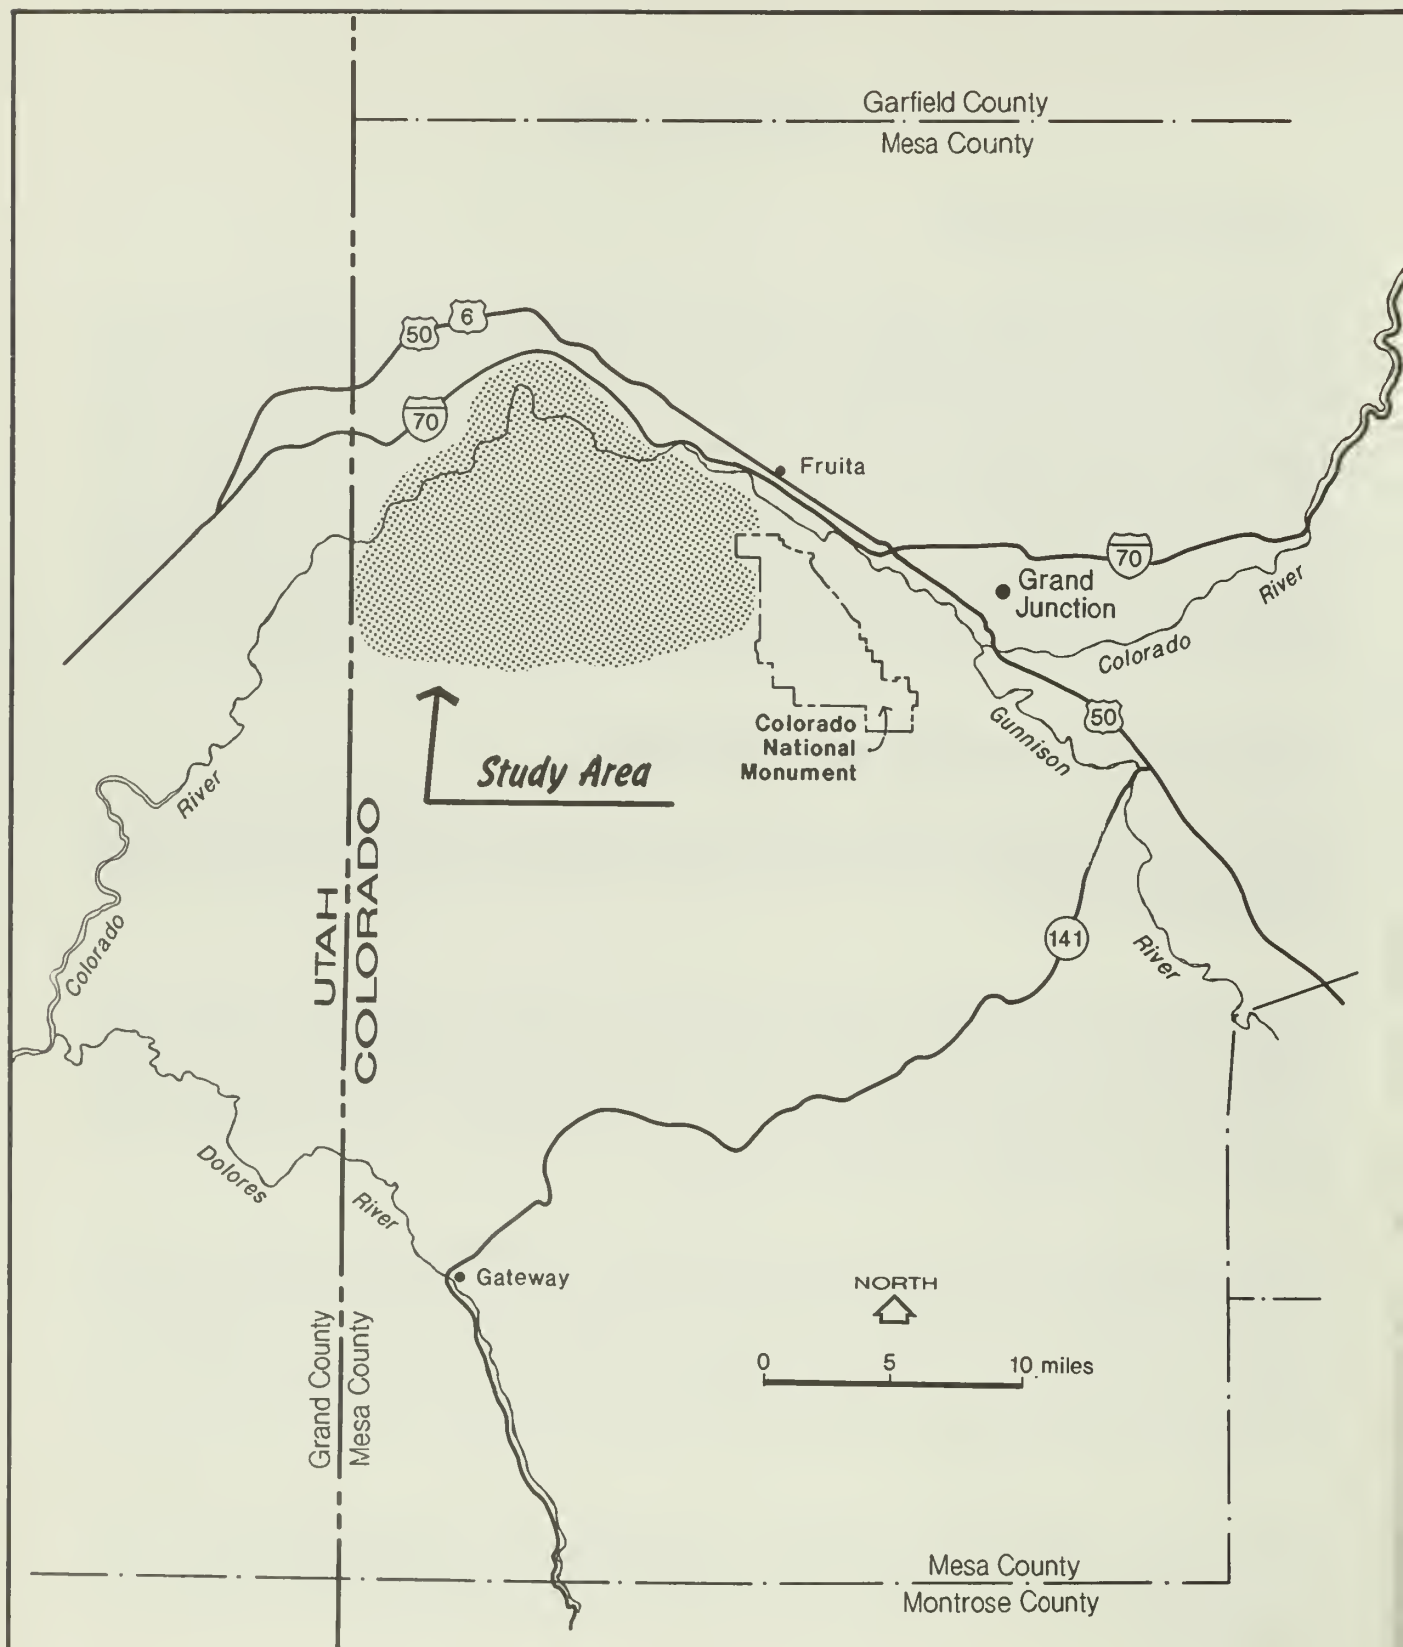 Garfield County
Mesa County
6
50
70
Fruita
70
Grand
Junction
River
Colorado
50
Gunnison
Colorado
National
Monument
Study Area
River
Colorado
UTAH
COLORADO
141
River
Dolores
River
Gateway
NORTH
0 5 10 miles
Grand County
Mesa County
Mesa County
Montrose County